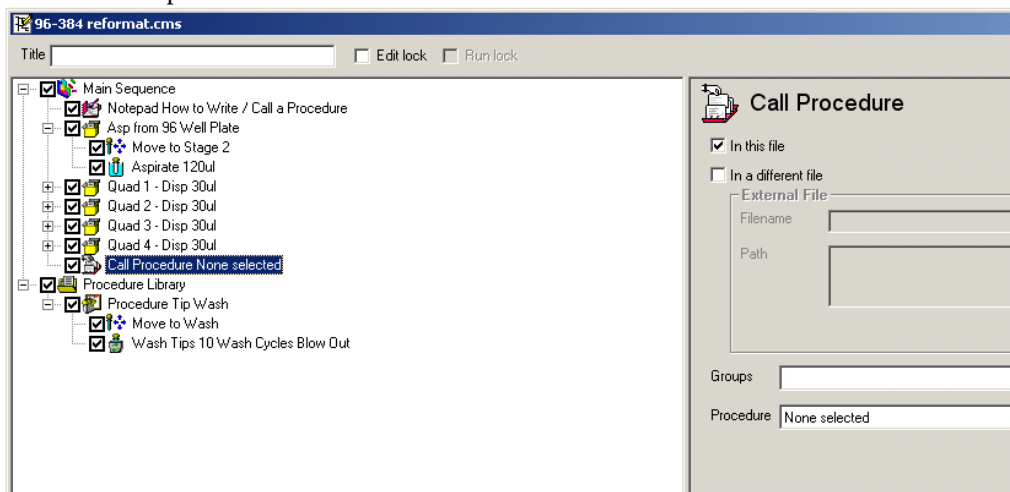 96-384 reformat.cms
Title
Edit lock
Run lock
Main Sequence
Notepad How to Write / Call a Procedure
Asp from 96 Well Plate
Move to Stage 2
Aspirate 120ul
Quad 1 - Disp 30ul
Quad 2 - Disp 30ul
Quad 3 - Disp 30ul
Quad 4 - Disp 30ul
Call Procedure None selected
Procedure Library
Procedure Tip Wash
Move to Wash
Wash Tips 10 Wash Cycles Blow Out
Call Procedure
In this file
In a different file
External File
Filename
Path
Groups
Procedure None selected